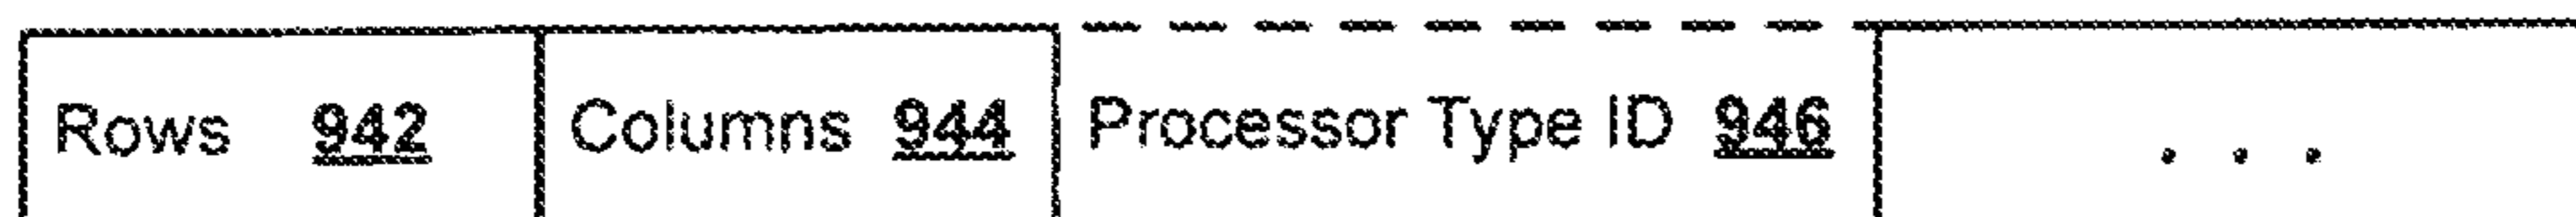 Rows 942 Columns 944 Processor Type ID 946 . . .